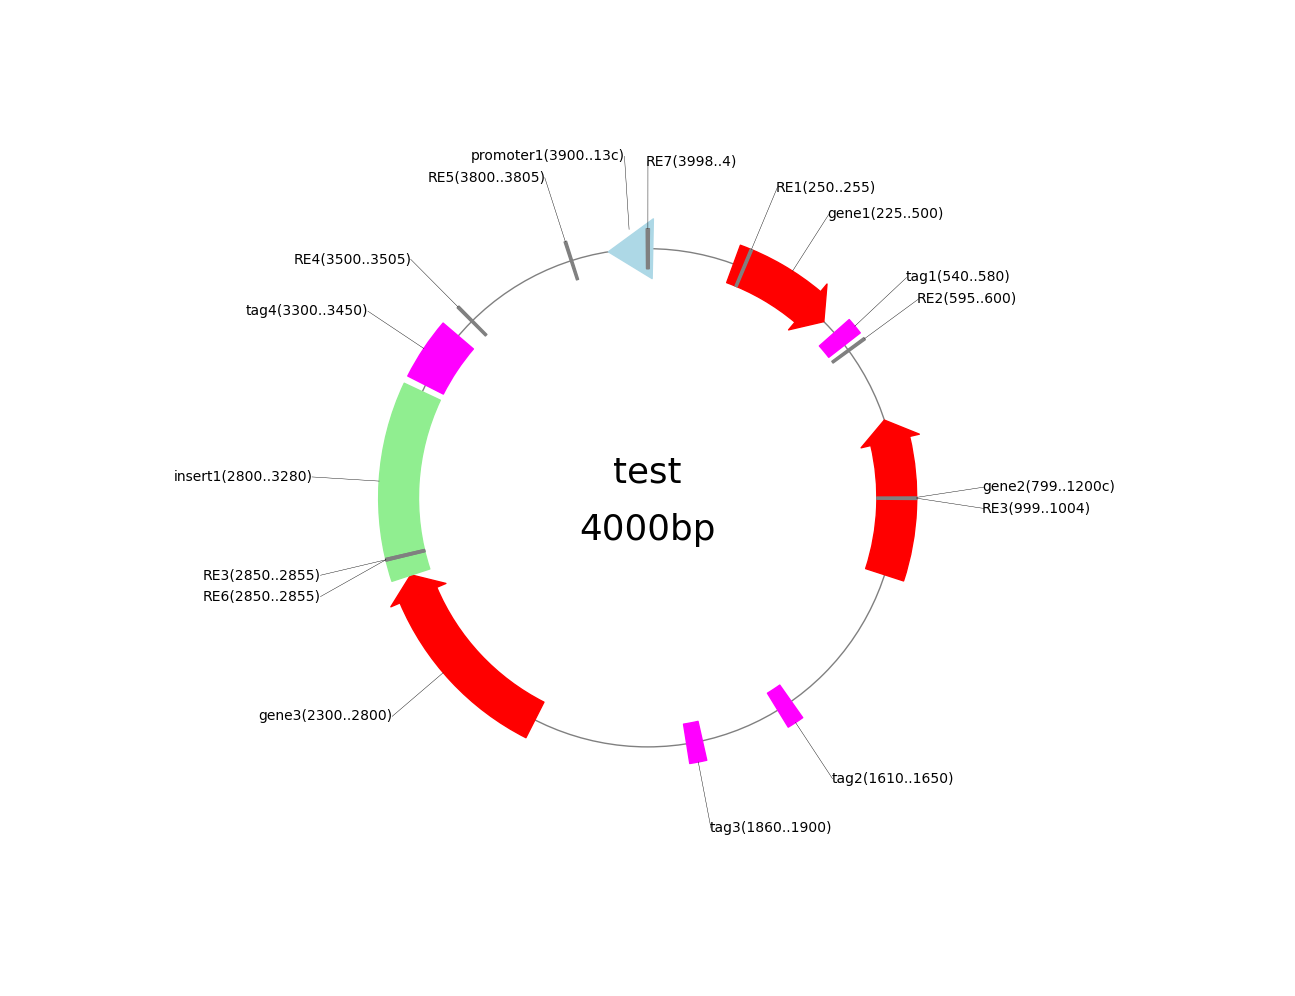 promoter1(3900..13c)
RE7(3998..4)
RE5(3800..3805)
RE1(250..255)
gene1(225..500)
RE4(3500..3505)
tag1(540..580)
RE2(595..600)
tag4(3300..3450)
test
4000bp
insert1(2800..3280)
gene2(799..1200c)
RE3(999..1004)
RE3(2850..2855)
RE6(2850..2855)
gene3(2300..2800)
tag2(1610..1650)
tag3(1860..1900)